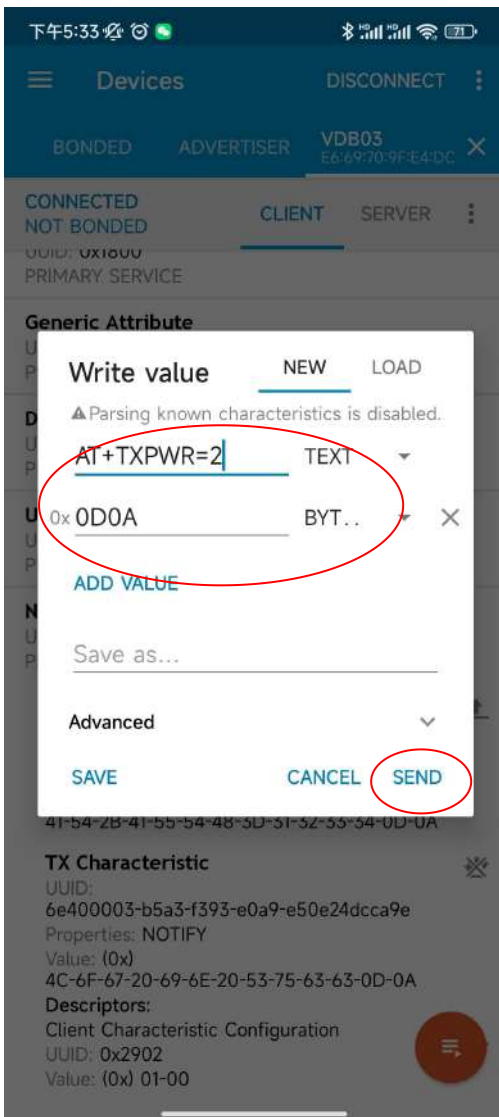 下午5:33 71
Devices DISCONNECT
BONDED ADVERTISER VDB03
E6:69:70:9F:E4:DC
CONNECTED CLIENT SERVER
NOT BONDED
UUID: 0x1800
PRIMARY SERVICE
Generic Attribute
U
P
Write value NEW LOAD
Parsing known characteristics is disabled.
D
U
P
AT+TXPWR=2 TEXT
U
U
P
0x 0D0A BYT..
ADD VALUE
N
U
P
Save as...
Advanced
SAVE CANCEL SEND
41-54-2B-41-55-54-48-3D-31-32-33-34-0D-0A
TX Characteristic
UUID:
6e400003-b5a3-f393-e0a9-e50e24dcca9e
Properties: NOTIFY
Value: (0x)
4C-6F-67-20-69-6E-20-53-75-63-63-0D-0A
Descriptors:
Client Characteristic Configuration
UUID: 0x2902
Value: (0x) 01-00